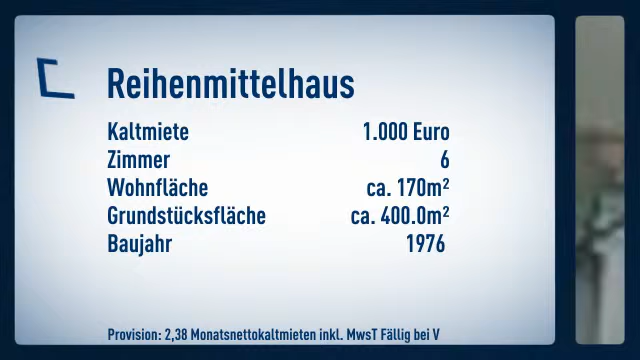 Reihenmittelhaus
Kaltmiete 1.000 Euro
Zimmer 6
Wohnfläche ca. 170m²
Grundstücksfläche ca. 400.0m²
Baujahr 1976
Provision: 2,38 Monatsnettokaltmieten inkl. MwsT Fällig bei V